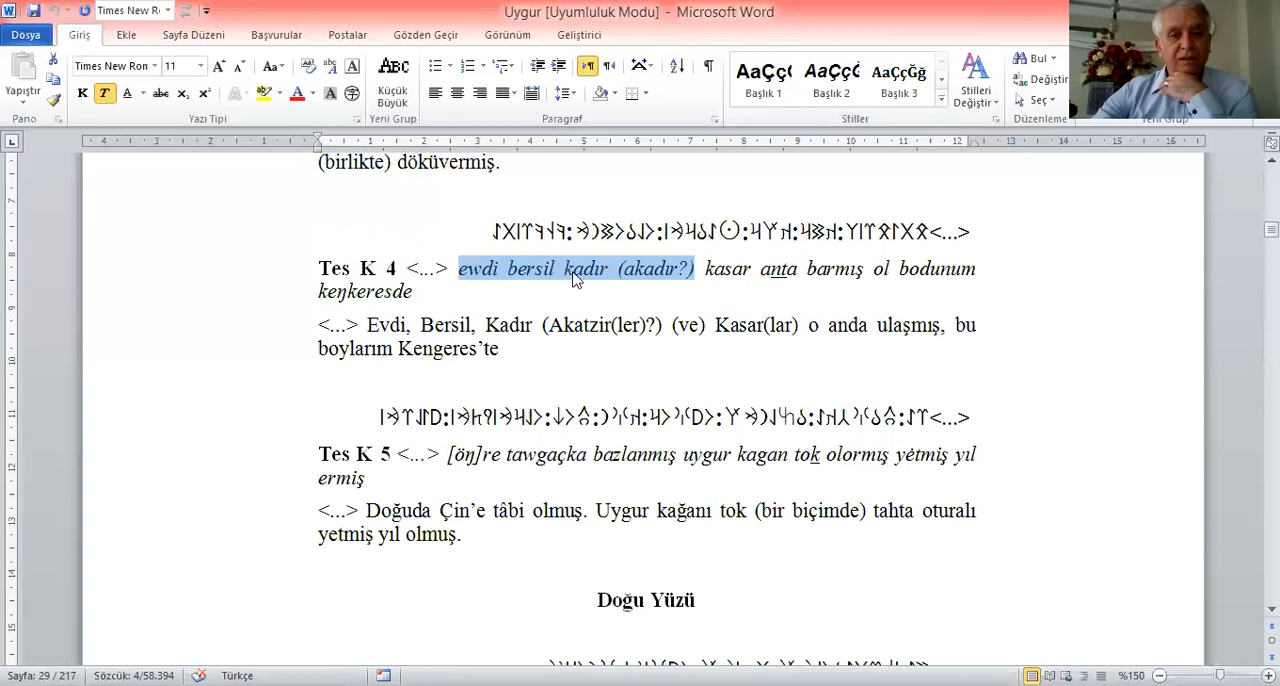 Uygur [Uyumluluk Modu] - Microsoft Word
Times New R
Dosya Giriş Ekle Sayfa Düzeni Başvurular Postalar Gözden Geçir Görünüm Geliştirici
Times New Rom 11
Yapıştır
K T A abc
ABC
Küçük Büyük
AaÇçĞ AaÇçĞ AaÇçĞğ
Başlık 1 Başlık 2 Başlık 3
Stilleri Değiştir
Bul
Değiştir
Seç
Pano Yazı Tipi Yeni Grup Paragraf Stiller Düzenleme
(birlikte) döküvermiş.
Tes K 4 <...> ewdi bersil kadır (akadır?) kasar anta barmış ol bodunum
keŋkeresde
<...> Evdi, Bersil, Kadır (Akatzir(ler)?) (ve) Kasar(lar) o anda ulaşmış, bu
boylarım Kengeres’te
Tes K 5 <...> [öŋ]re tawgaçka bazlanmış uygur kagan tok olormış yėtmiş yıl
ermiş
<...> Doğuda Çin’e tâbi olmuş. Uygur kağanı tok (bir biçimde) tahta oturalı
yetmiş yıl olmuş.
Doğu Yüzü
Sayfa: 29 / 217 Sözcük: 4/58.394 Türkçe %150